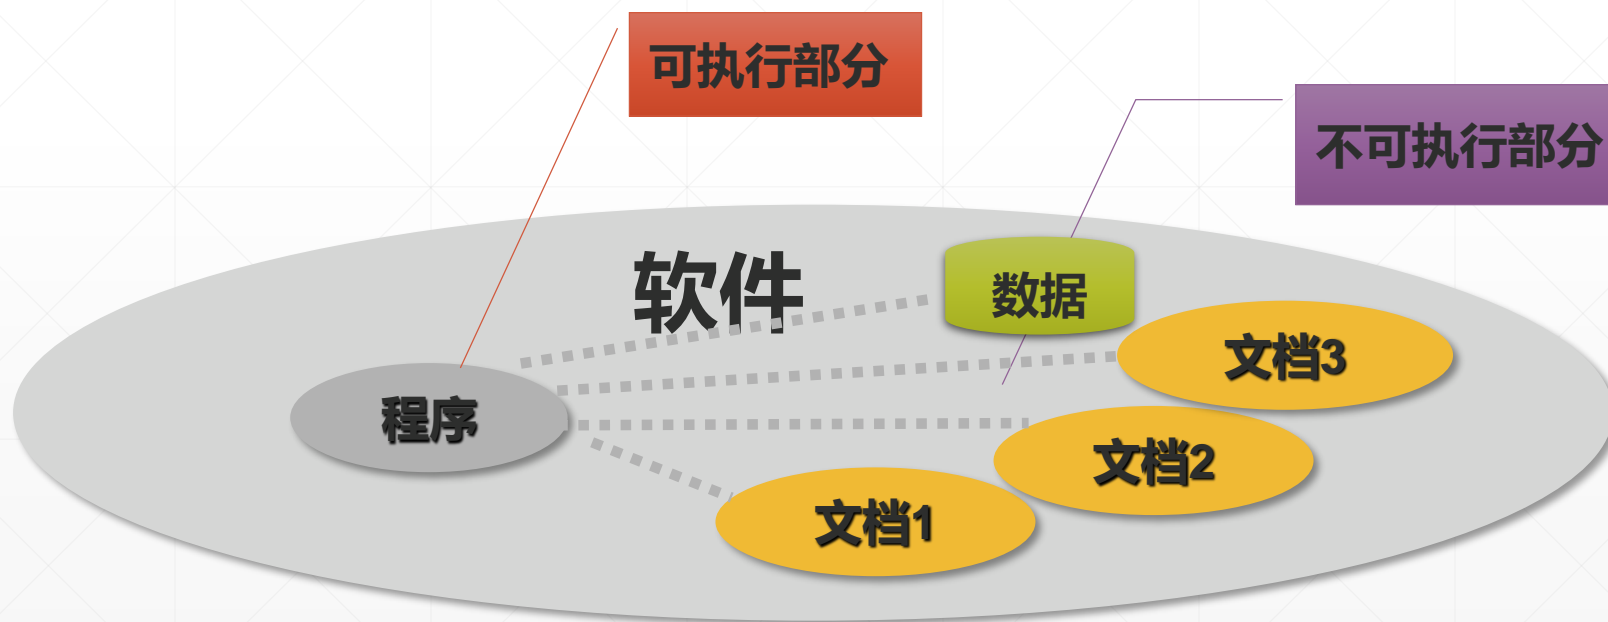 可执行部分
不可执行部分
软件
数据
文档3
程序
文档2
文档1